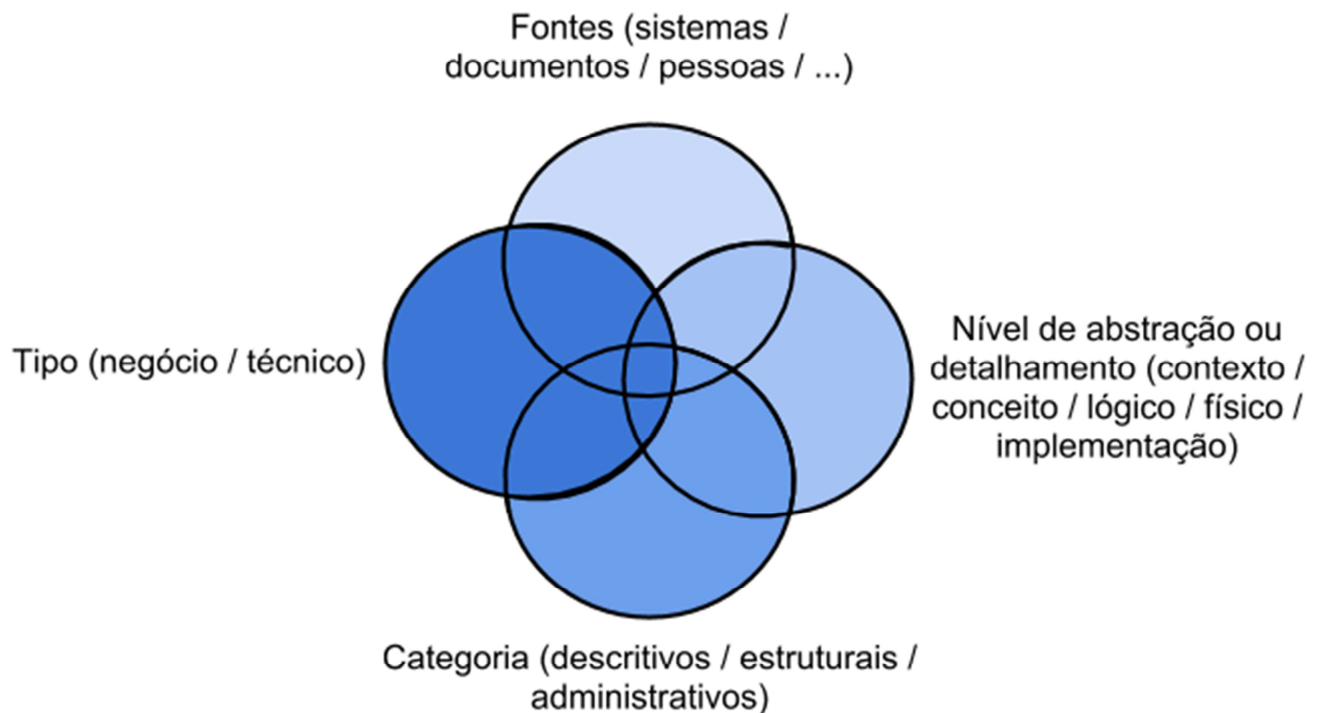 Fontes (sistemas /
documentos / pessoas / ...)
Tipo (negócio / técnico)
Nível de abstração ou
detalhamento (contexto /
conceito / lógico / físico /
implementação)
Categoria (descritivos / estruturais /
administrativos)